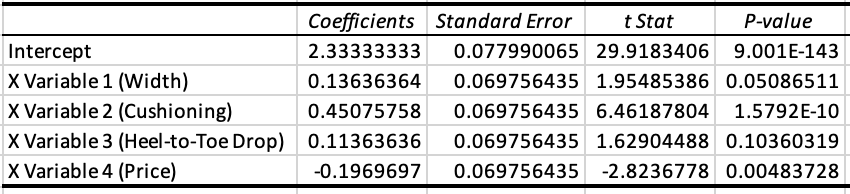 Coefficients Standard Error t Stat P-value
Intercept 2.33333333 0.077990065 29.9183406 9.001E-143
X Variable 1 (Width) 0.13636364 0.069756435 1.95485386 0.05086511
X Variable 2 (Cushioning) 0.45075758 0.069756435 6.46187804 1.5792E-10
X Variable 3 (Heel-to-Toe Drop) 0.11363636 0.069756435 1.62904488 0.10360319
X Variable 4 (Price) -0.1969697 0.069756435 -2.8236778 0.00483728